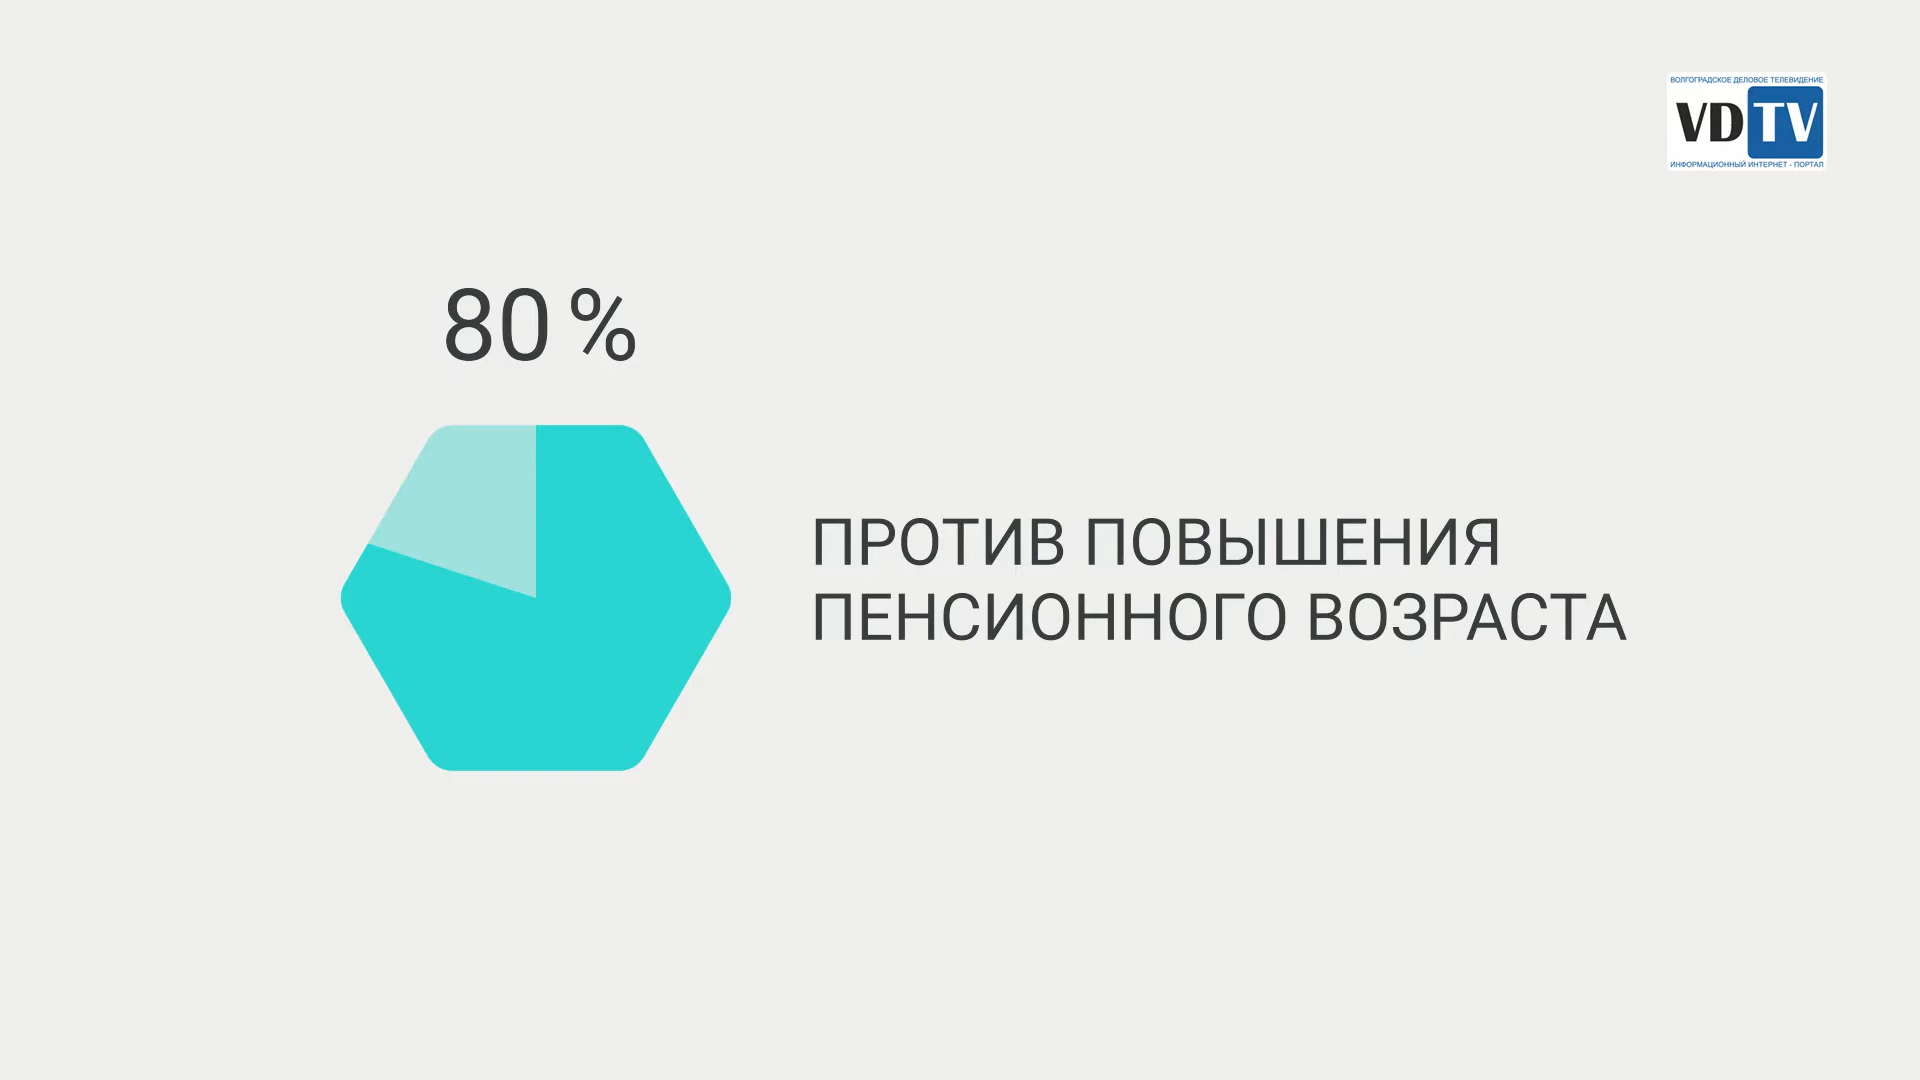 ВОЛГОГРАДСКОЕ ДЕЛОВОЕ ТЕЛЕВИДЕНИЕ
VDTV
ИНФОРМАЦИОННЫЙ ИНТЕРНЕТ - ПОРТАЛ
80 %
ПРОТИВ ПОВЫШЕНИЯ
ПЕНСИОННОГО ВОЗРАСТА